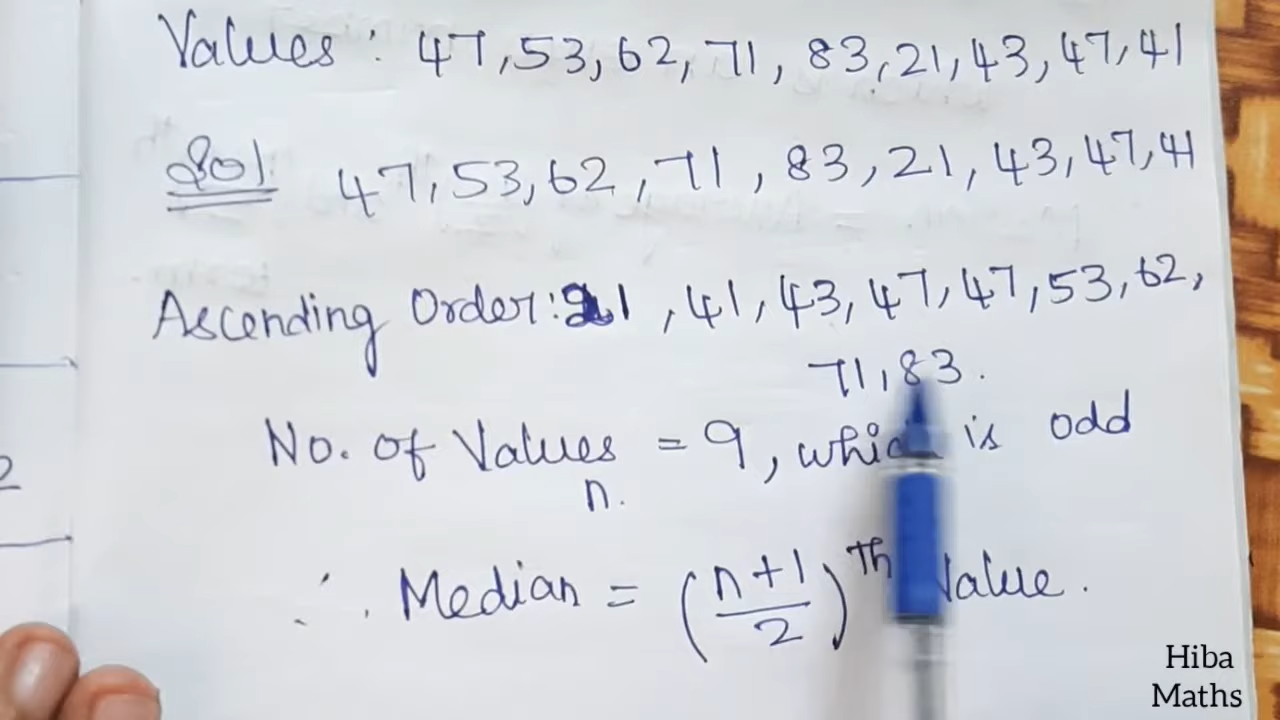 Values : 47, 53, 62, 71, 83, 21, 43, 47, 41
Sol 47, 53, 62, 71, 83, 21, 43, 47, 41
Ascending Order: 21, 41, 43, 47, 47, 53, 62,
71, 83.
No. of Values = 9, which is odd
n.
∴ Median = (n+1/2)Th Value.
2
Hiba
Maths